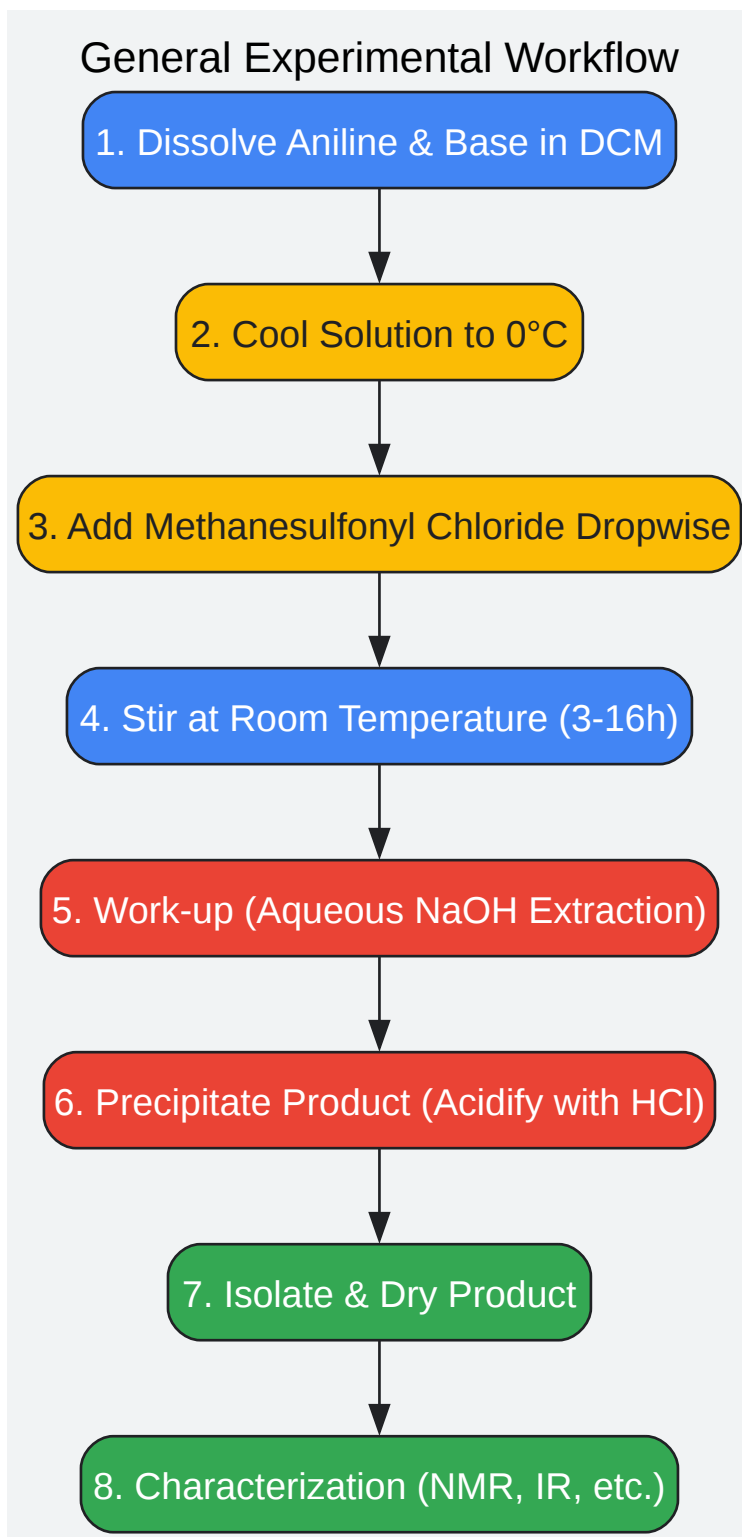 General Experimental Workflow
1. Dissolve Aniline & Base in DCM
2. Cool Solution to 0°C
3. Add Methanesulfonyl Chloride Dropwise
4. Stir at Room Temperature (3-16h)
5. Work-up (Aqueous NaOH Extraction)
6. Precipitate Product (Acidify with HCl)
7. Isolate & Dry Product
8. Characterization (NMR, IR, etc.)